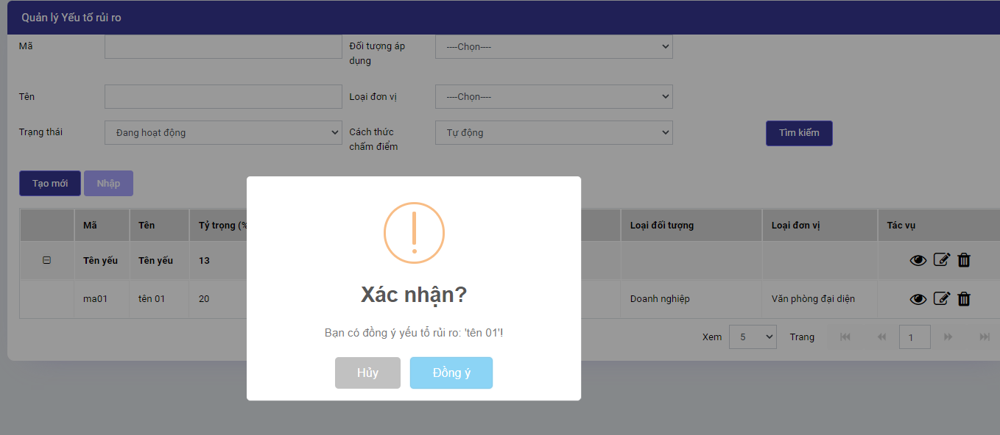 Quản lý Yếu tố rủi ro
Mã
Đối tượng áp dụng
----Chọn----
Tên
Loại đơn vị
----Chọn----
Trạng thái
Đang hoạt động
Cách thức chấm điểm
Tự động
Tìm kiếm
Tạo mới
Nhập
Mã
Tên
Tỷ trọng (%
Loại đối tượng
Loại đơn vị
Tác vụ
Tên yếu
Tên yếu
13
ma01
tên 01
20
Doanh nghiệp
Văn phòng đại diện
Xem
5
Trang
1
Xác nhận?
Bạn có đồng ý yếu tổ rủi ro: 'tên 01'!
Hủy
Đồng ý